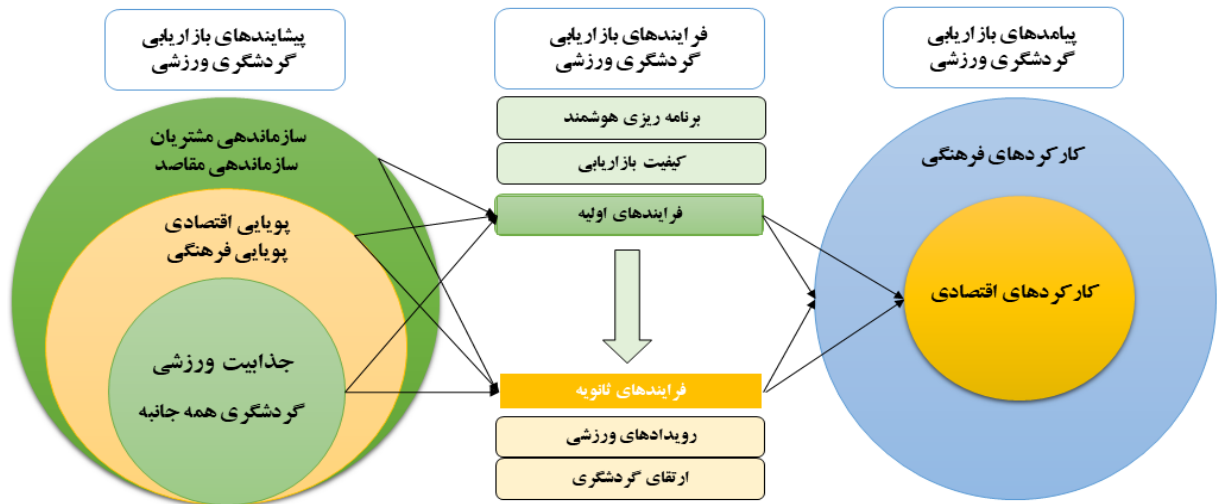 پیشایندهای بازاریابی
گردشگری ورزشی
فرایندهای بازاریابی
گردشگری ورزشی
پیامدهای بازاریابی
گردشگری ورزشی
سازماندهی مشتریان
سازماندهی مقاصد
پویایی اقتصادی
پویایی فرهنگی
جذابیت ورزشی
گردشگری همه جانبه
برنامه ریزی هوشمند
کیفیت بازاریابی
فرایندهای اولیه
فرایندهای ثانویه
رویدادهای ورزشی
ارتقای گردشگری
کارکردهای فرهنگی
کارکردهای اقتصادی